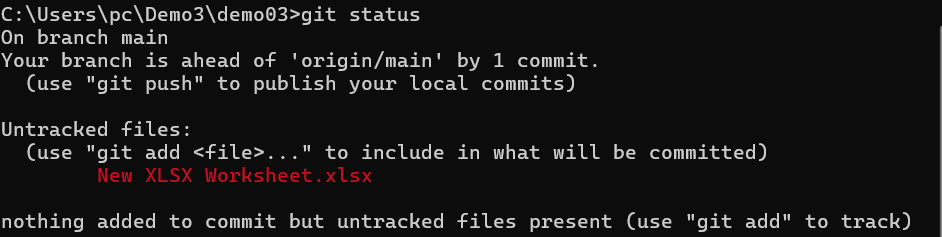 C:\Users\pc\Demo3\demo03>git status
On branch main
Your branch is ahead of 'origin/main' by 1 commit.
  (use "git push" to publish your local commits)

Untracked files:
  (use "git add <file>..." to include in what will be committed)
        New XLSX Worksheet.xlsx

nothing added to commit but untracked files present (use "git add" to track)